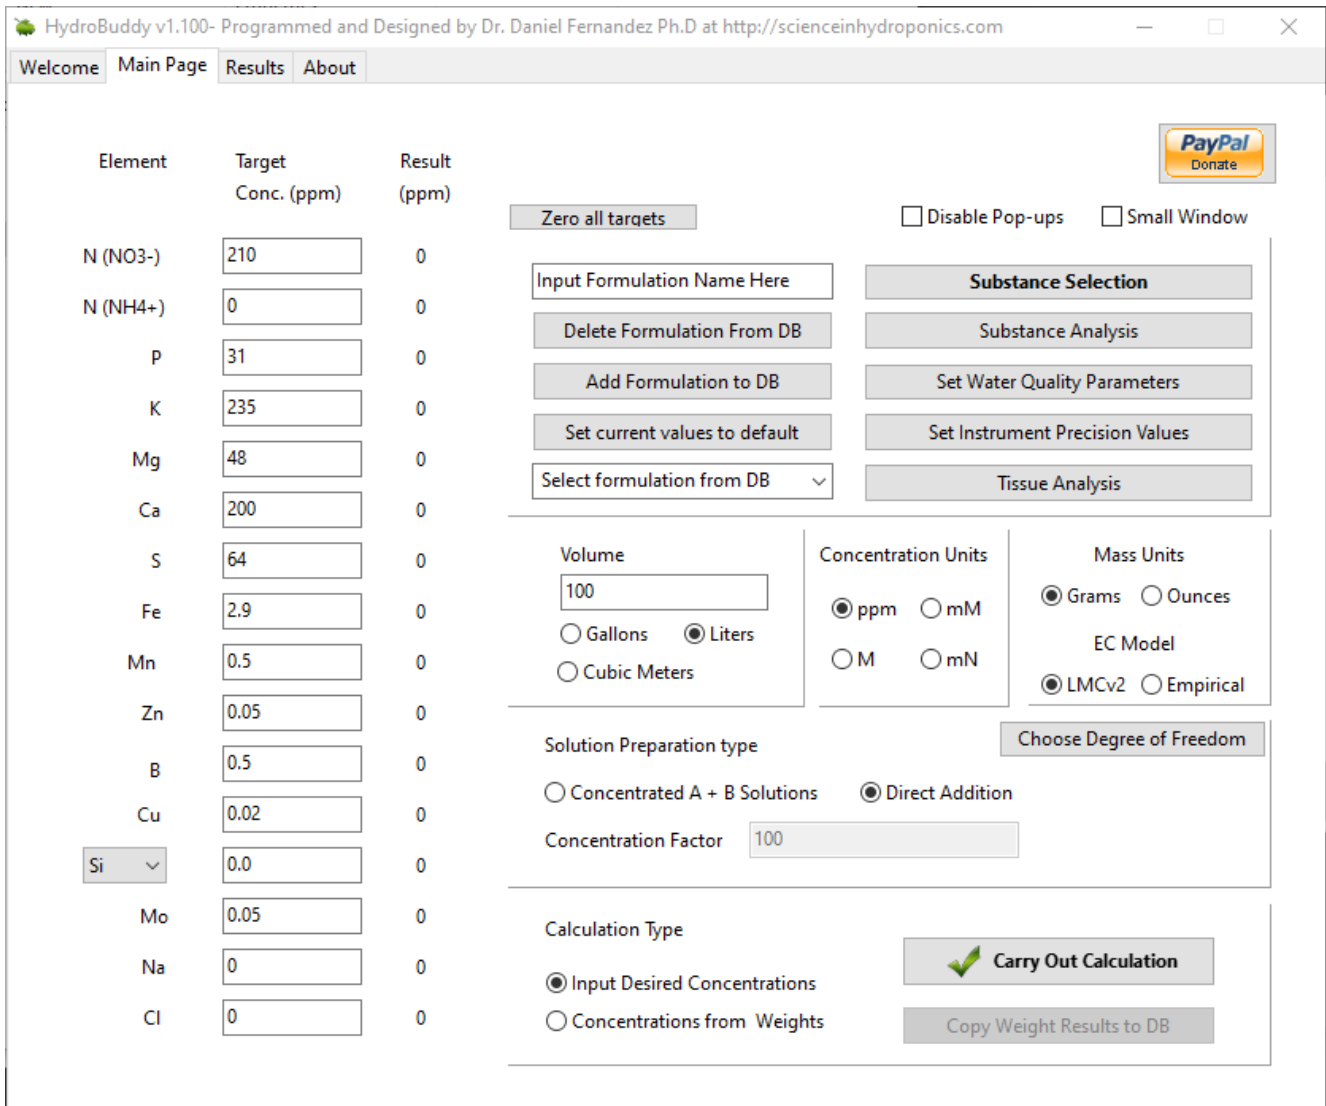 HydroBuddy v1.100- Programmed and Designed by Dr. Daniel Fernandez Ph.D at http://scienceinhydroponics.com
Welcome Main Page Results About
PayPal
Donate
Element Target Result
Conc. (ppm) (ppm)
Zero all targets Disable Pop-ups Small Window
N (NO3-) 210 0
N (NH4+) 0 0
P 31 0
K 235 0
Mg 48 0
Ca 200 0
S 64 0
Fe 2.9 0
Mn 0.5 0
Zn 0.05 0
B 0.5 0
Cu 0.02 0
Si 0.0 0
Mo 0.05 0
Na 0 0
Cl 0 0
Input Formulation Name Here Substance Selection
Delete Formulation From DB Substance Analysis
Add Formulation to DB Set Water Quality Parameters
Set current values to default Set Instrument Precision Values
Select formulation from DB Tissue Analysis
Volume
100
Gallons Liters
Cubic Meters
Concentration Units
ppm mM
M mN
Mass Units
Grams Ounces
EC Model
LMCv2 Empirical
Solution Preparation type Choose Degree of Freedom
Concentrated A + B Solutions Direct Addition
Concentration Factor 100
Calculation Type
Input Desired Concentrations
Concentrations from Weights
Carry Out Calculation
Copy Weight Results to DB